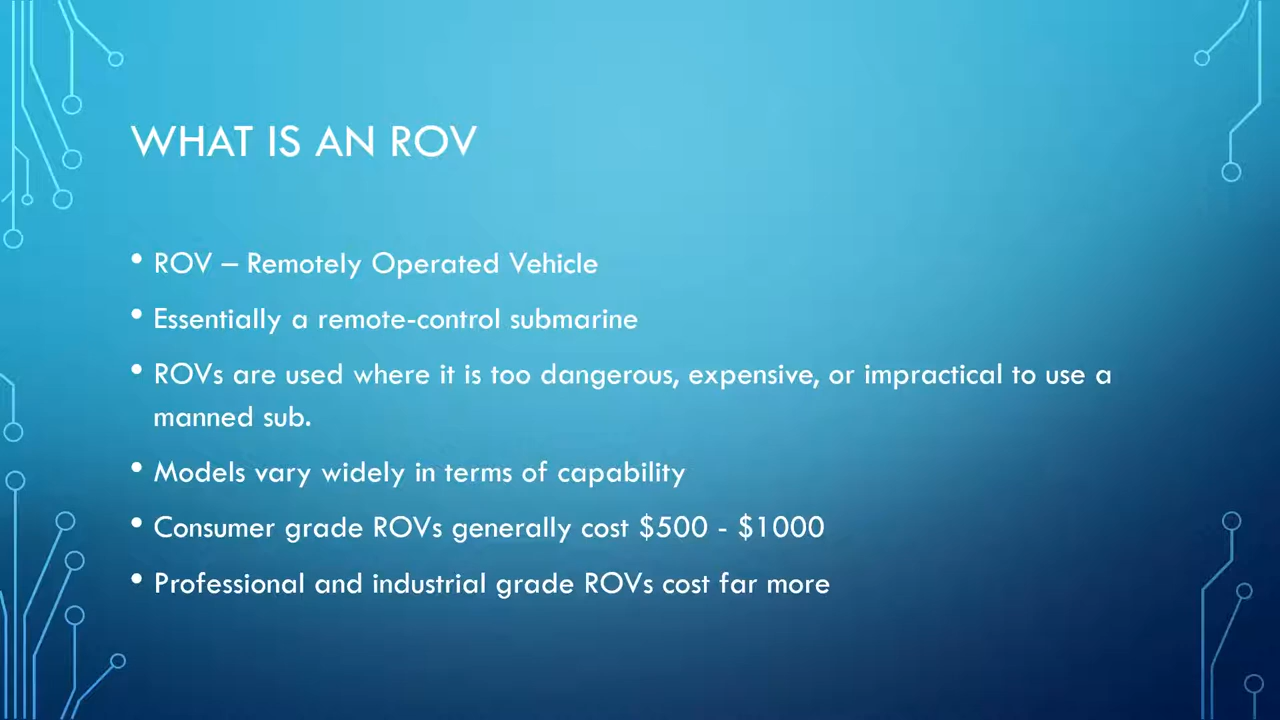 WHAT IS AN ROV
• ROV – Remotely Operated Vehicle
• Essentially a remote-control submarine
• ROVs are used where it is too dangerous, expensive, or impractical to use a
manned sub.
• Models vary widely in terms of capability
• Consumer grade ROVs generally cost $500 - $1000
• Professional and industrial grade ROVs cost far more